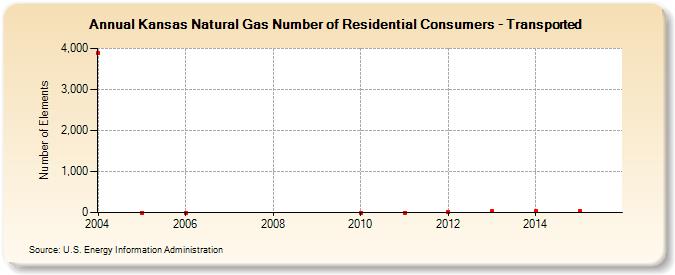 Annual Kansas Natural Gas Number of Residential Consumers - Transported
Number of Elements
4,000
3,000
2,000
1,000
0
2004 2006 2008 2010 2012 2014
Source: U.S. Energy Information Administration